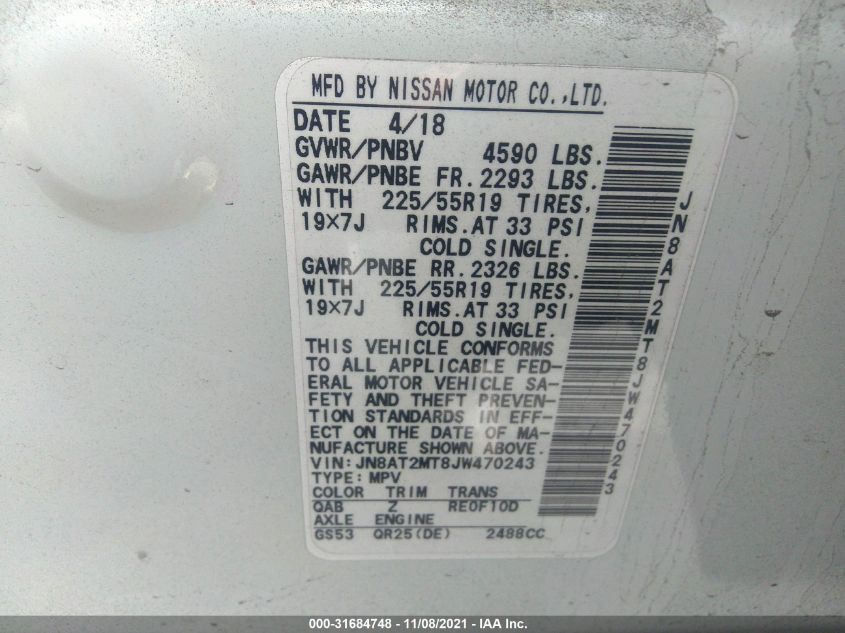 MFD BY NISSAN MOTOR CO.,LTD.
DATE 4/18
GVWR/PNBV 4590 LBS.
GAWR/PNBE FR. 2293 LBS.
WITH 225/55R19 TIRES,
19×7J RIMS. AT 33 PSI
COLD SINGLE.
GAWR/PNBE RR. 2326 LBS.
WITH 225/55R19 TIRES,
19×7J RIMS. AT 33 PSI
COLD SINGLE.
THIS VEHICLE CONFORMS
TO ALL APPLICABLE FED-
ERAL MOTOR VEHICLE SA-
FETY AND THEFT PREVEN-
TION STANDARDS IN EFF-
ECT ON THE DATE OF MA-
NUFACTURE SHOWN ABOVE.
VIN: JN8AT2MT8JW470243
TYPE: MPV
COLOR TRIM TRANS
QAB Z RE0F10D
AXLE ENGINE
GS53 QR25(DE) 2488CC
JN8AT2MT8JW470243
000-31684748 - 11/08/2021 - IAA Inc.